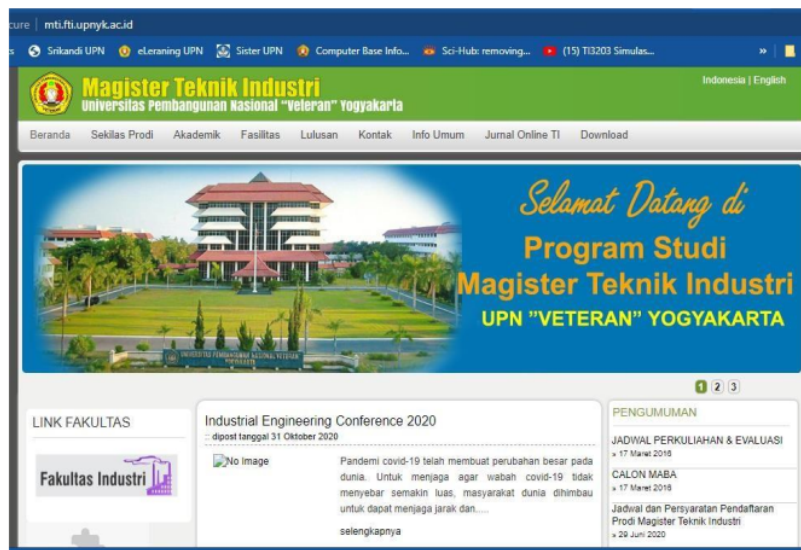 cure | mti.fti.upnyk.ac.id
s Srikandi UPN eLeraning UPN Sister UPN Computer Base Info... Sci-Hub: removing... (15) TI3203 Simulas... »
Magister Teknik Industri
Universitas Pembangunan Nasional "Veteran" Yogyakarta
Indonesia | English
Beranda Sekilas Prodi Akademik Fasilitas Lulusan Kontak Info Umum Jurnal Online TI Download
Selamat Datang di
Program Studi
Magister Teknik Industri
UPN "VETERAN" YOGYAKARTA
UNIVERSITAS PEMBANGUNAN NASIONAL VETERAN
YOGYAKARTA
1 2 3
LINK FAKULTAS
Fakultas Industri
Industrial Engineering Conference 2020
:: dipost tanggal 31 Oktober 2020
No Image
Pandemi covid-19 telah membuat perubahan besar pada
dunia. Untuk menjaga agar wabah covid-19 tidak
menyebar semakin luas, masyarakat dunia dihimbau
untuk dapat menjaga jarak dan.....
selengkapnya
PENGUMUMAN
JADWAL PERKULIAHAN & EVALUASI
» 17 Maret 2016
CALON MABA
» 17 Maret 2016
Jadwal dan Persyaratan Pendaftaran
Prodi Magister Teknik Industri
» 29 Juni 2020